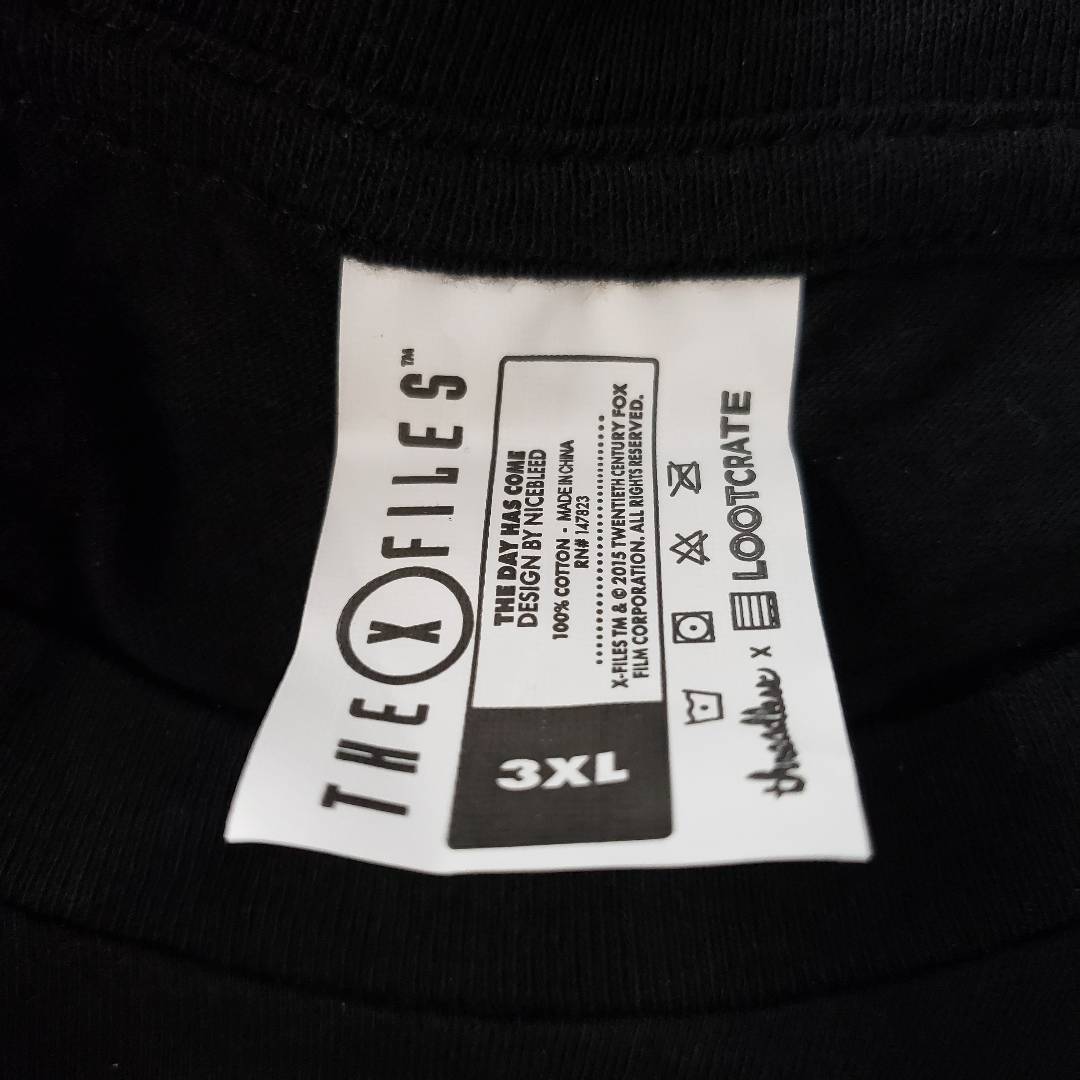 THE X FILES™
THE DAY HAS COME
DESIGN BY NICEBLEED
100% COTTON - MADE IN CHINA
RN# 147823
X-FILES TM & © 2015 TWENTIETH CENTURY FOX
FILM CORPORATION. ALL RIGHTS RESERVED.
3XL
threadless x LOOTCRATE